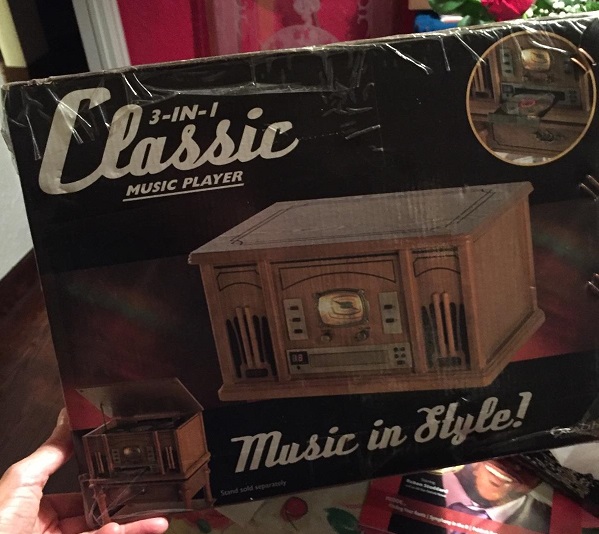 3-IN-1
Classic
MUSIC PLAYER
Music in Style!
Stand sold separately